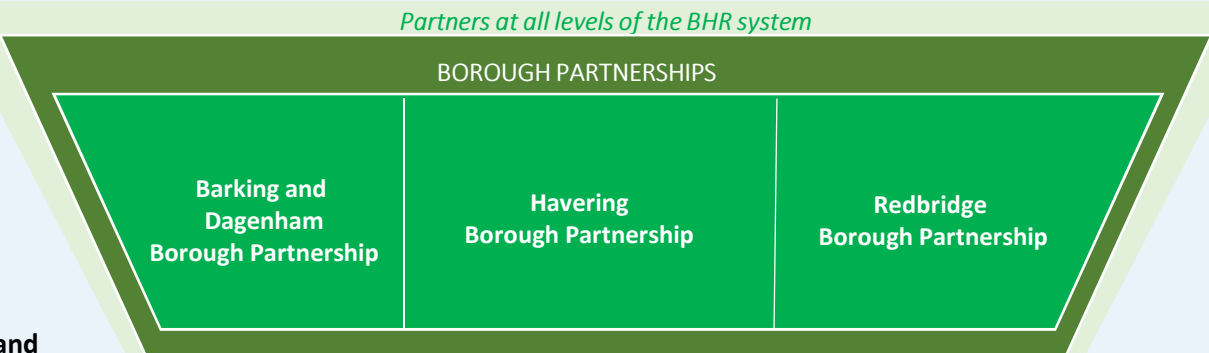 Partners at all levels of the BHR system
BOROUGH PARTNERSHIPS
Barking and
Dagenham
Borough Partnership
Havering
Borough Partnership
Redbridge
Borough Partnership
and